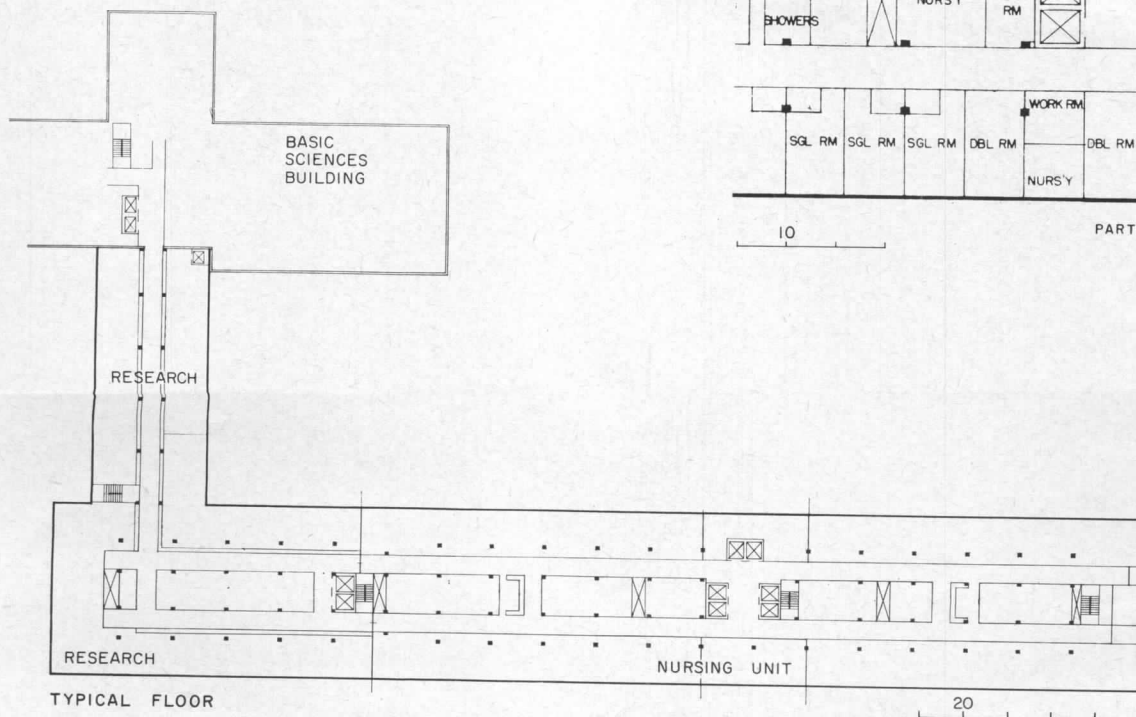 BASIC
SCIENCES
BUILDING
RESEARCH
RESEARCH
NURSING UNIT
TYPICAL FLOOR
20
SHOWERS
NURS'Y
RM
WORK RM.
SGL RM
SGL RM
SGL RM
DBL RM
DBL RM
NURS'Y
10
PART